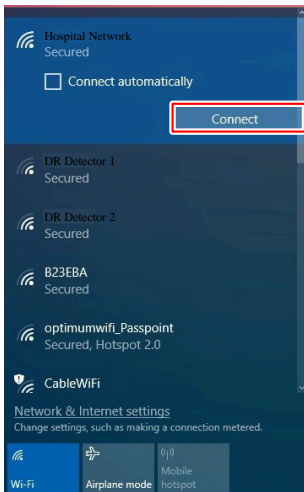 Hospital Network
Secured
Connect automatically
Connect
DR Detector 1
Secured
DR Detector 2
Secured
B23EBA
Secured
optimumwifi_Passpoint
Secured, Hotspot 2.0
CableWiFi
Network & Internet settings
Change settings, such as making a connection metered.
Wi-Fi
Airplane mode
Mobile
hotspot